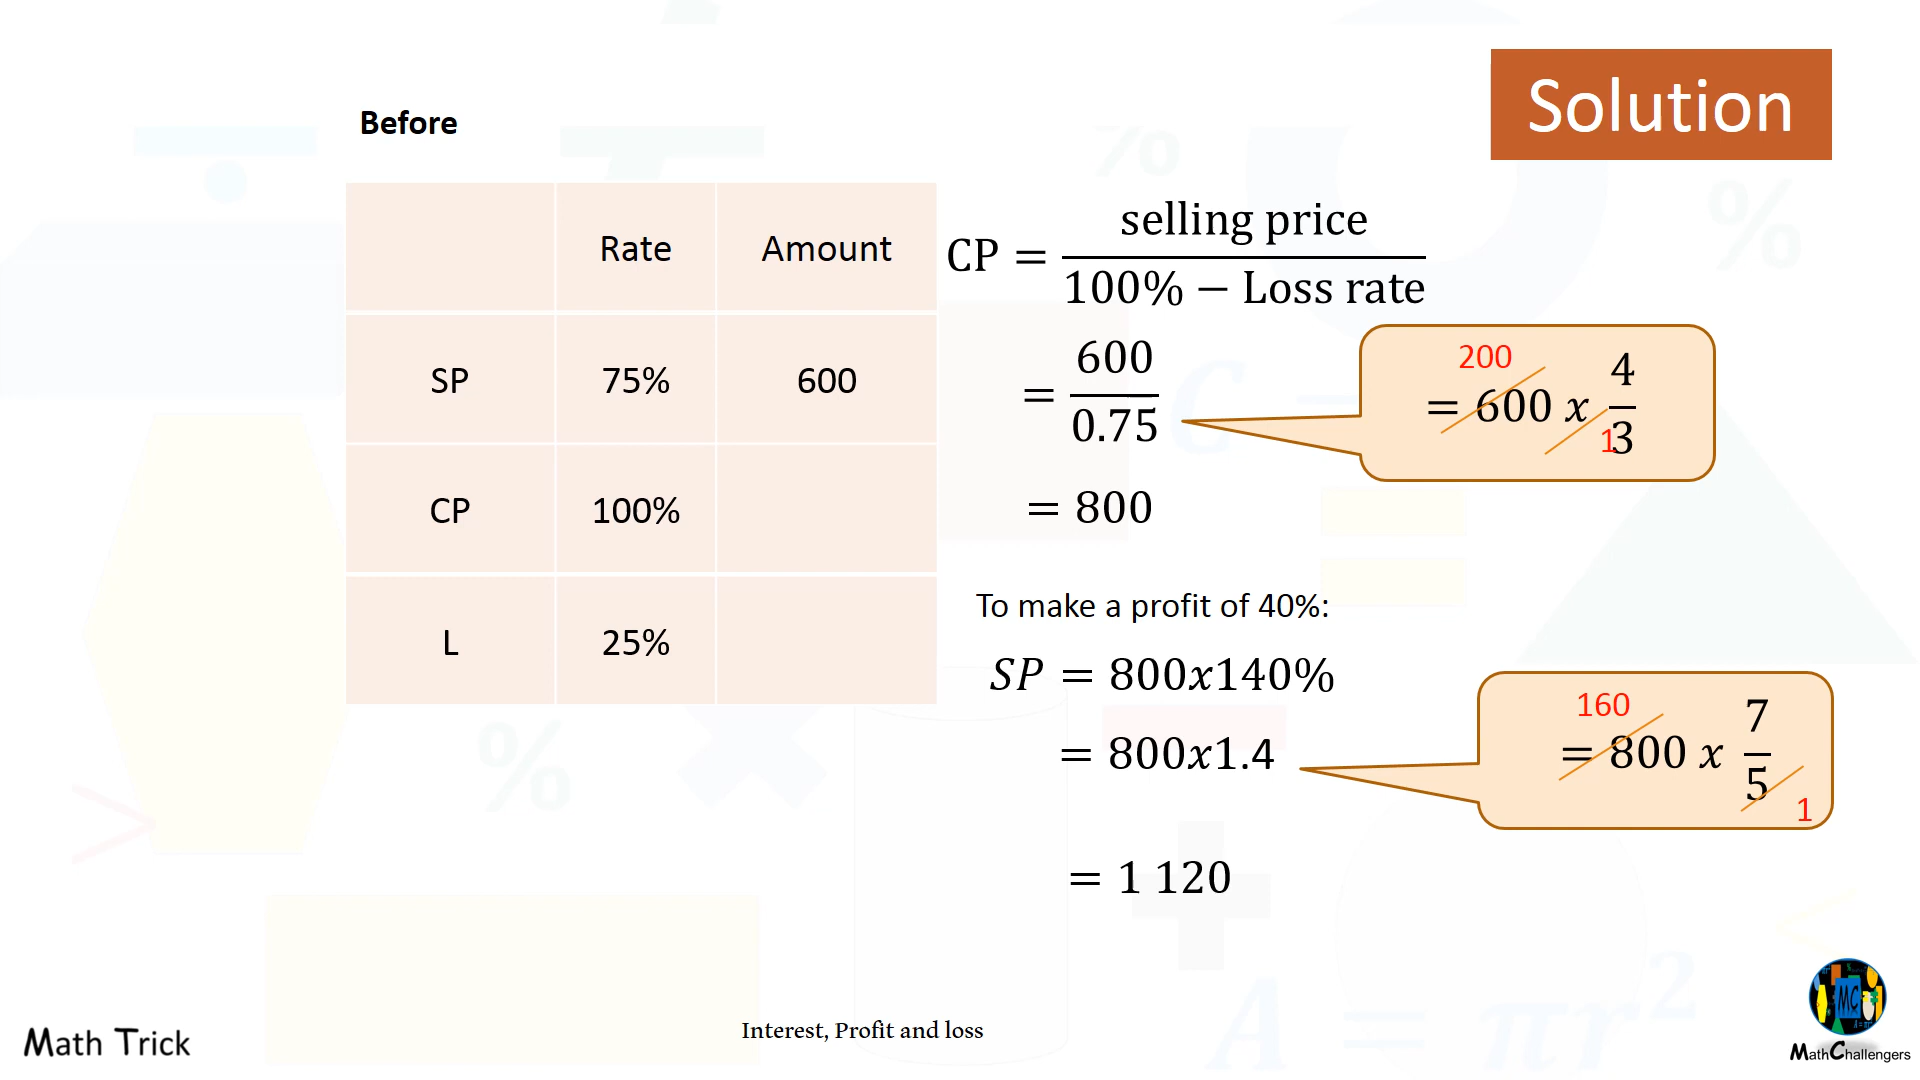 Solution
Before
Rate Amount
SP 75% 600
CP 100%
L 25%
CP = selling price / 100% − Loss rate
= 600 / 0.75
200
= 600 x 4/3
1
= 800
To make a profit of 40%:
SP = 800x140%
= 800x1.4
160
= 800 x 7/5
1
= 1 120
% % %
C =
A = πr²
Math Trick
Interest, Profit and loss
MC
MathChallengers